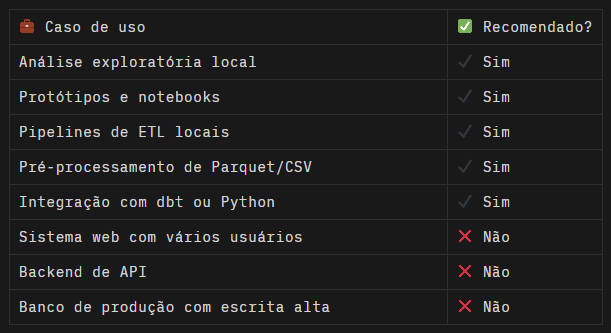 💼 Caso de uso ✅ Recomendado?
Análise exploratória local ✔ Sim
Protótipos e notebooks ✔ Sim
Pipelines de ETL locais ✔ Sim
Pré-processamento de Parquet/CSV ✔ Sim
Integração com dbt ou Python ✔ Sim
Sistema web com vários usuários ❌ Não
Backend de API ❌ Não
Banco de produção com escrita alta ❌ Não